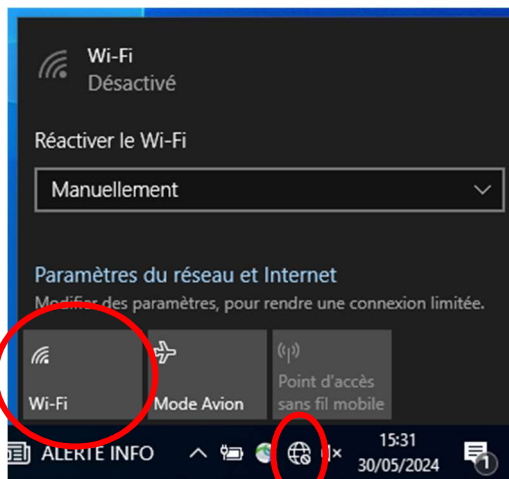 Wi-Fi
Désactivé
Réactiver le Wi-Fi
Manuellement
Paramètres du réseau et Internet
Modifier des paramètres, pour rendre une connexion limitée.
Wi-Fi
Mode Avion
Point d'accès
sans fil mobile
ALERTE INFO
15:31
30/05/2024
1